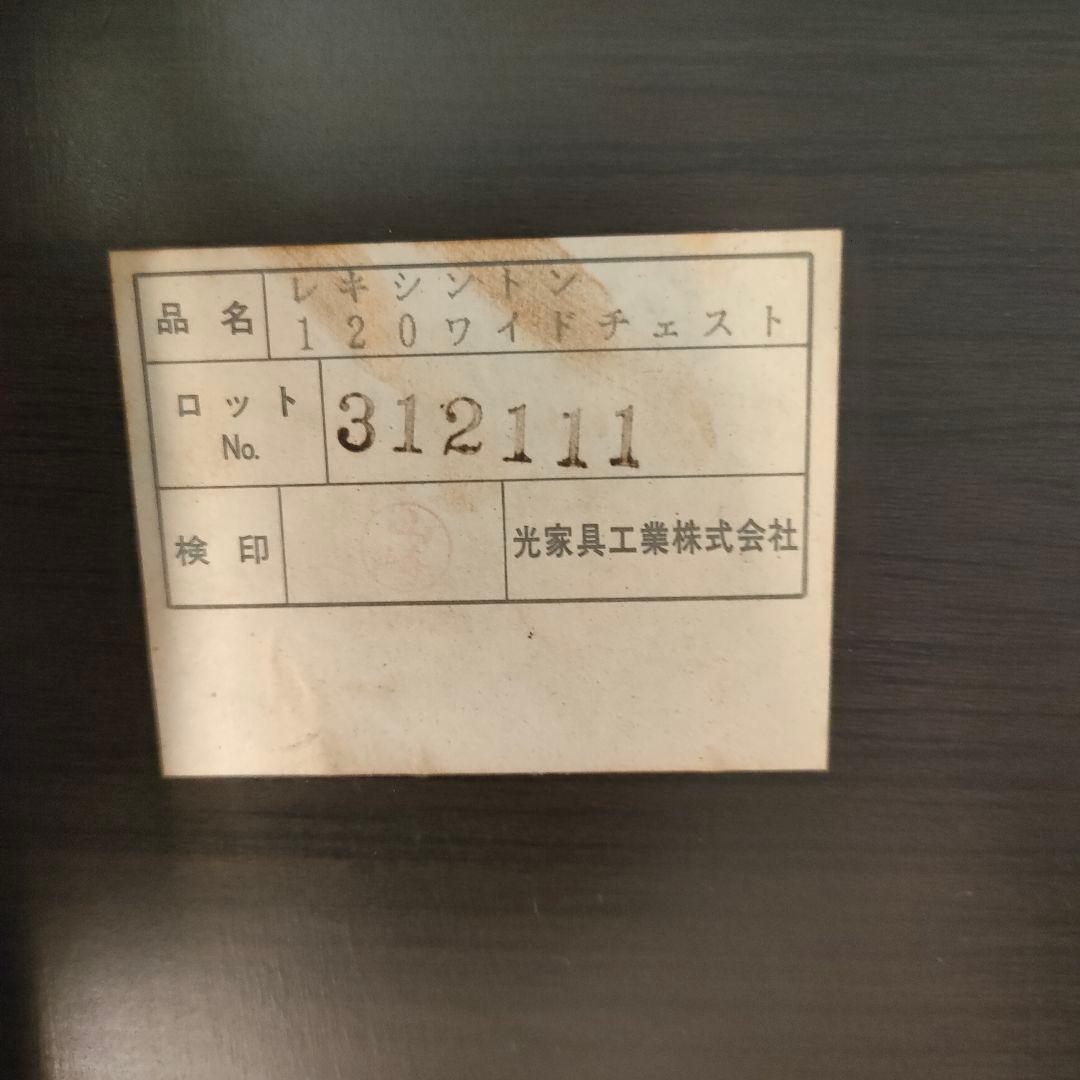 品名 レキシントン
120ワイドチェスト
ロット
No. 312111
検印 光家具工業株式会社